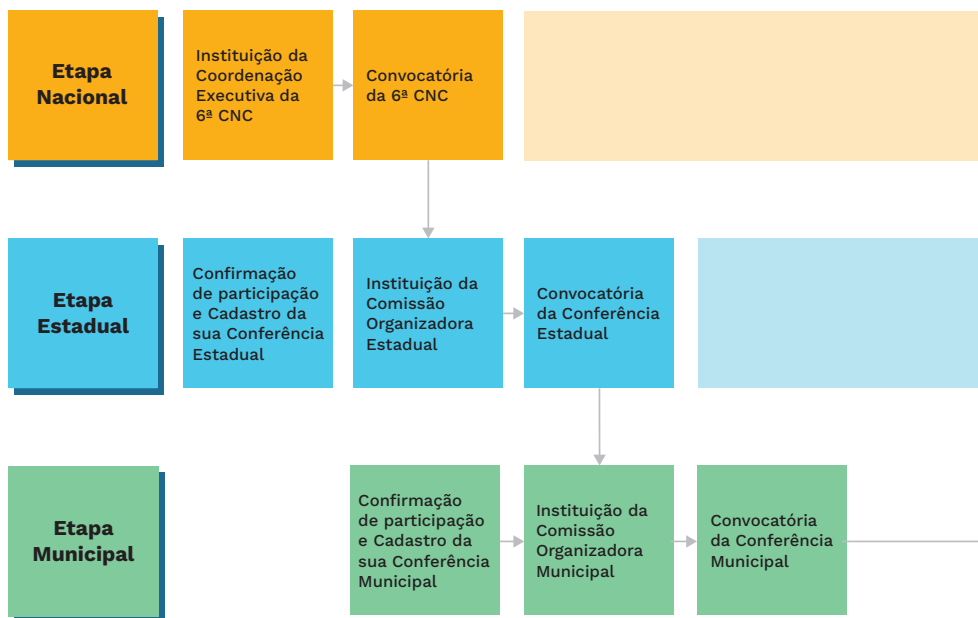 Etapa
Nacional
Instituição da
Coordenação
Executiva da
6ª CNC
Convocatória
da 6ª CNC
Etapa
Estadual
Confirmação
de participação
e Cadastro da
sua Conferência
Estadual
Instituição da
Comissão
Organizadora
Estadual
Convocatória
da Conferência
Estadual
Etapa
Municipal
Confirmação
de participação
e Cadastro da
sua Conferência
Municipal
Instituição da
Comissão
Organizadora
Municipal
Convocatória
da Conferência
Municipal